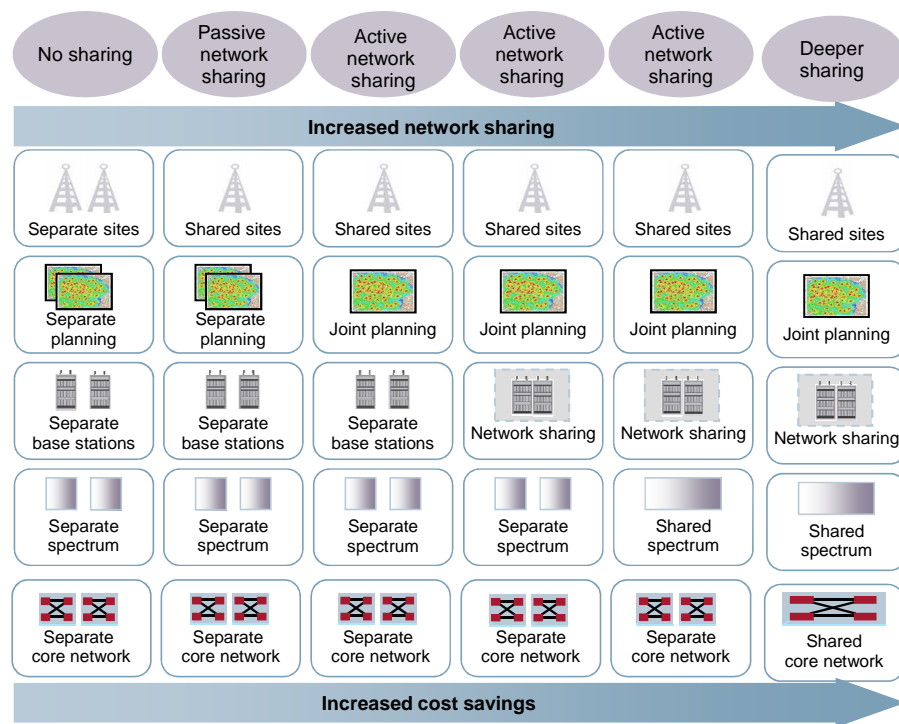 No sharing
Passive
network
sharing
Active
network
sharing
Active
network
sharing
Active
network
sharing
Deeper
sharing
Increased network sharing
Separate sites
Shared sites
Shared sites
Shared sites
Shared sites
Shared sites
Separate
planning
Separate
planning
Joint planning
Joint planning
Joint planning
Joint planning
Separate
base stations
Separate
base stations
Separate
base stations
Network sharing
Network sharing
Network sharing
Separate
spectrum
Separate
spectrum
Separate
spectrum
Separate
spectrum
Shared
spectrum
Shared
spectrum
Separate
core network
Separate
core network
Separate
core network
Separate
core network
Separate
core network
Shared
core network
Increased cost savings